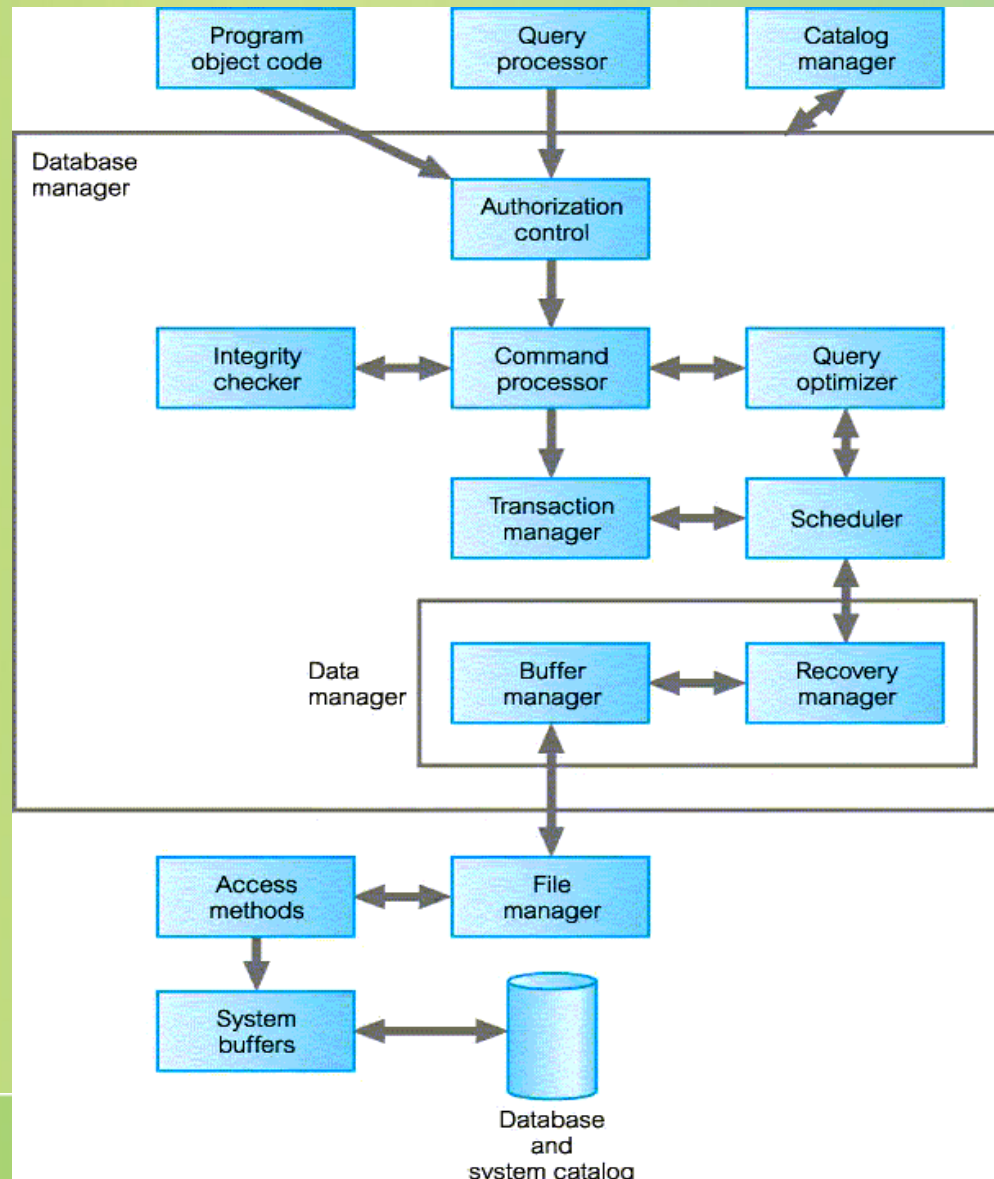 Program
object code
Query
processor
Catalog
manager
Database
manager
Authorization
control
Integrity
checker
Command
processor
Query
optimizer
Transaction
manager
Scheduler
Data
manager
Buffer
manager
Recovery
manager
Access
methods
File
manager
System
buffers
Database
and
system catalog